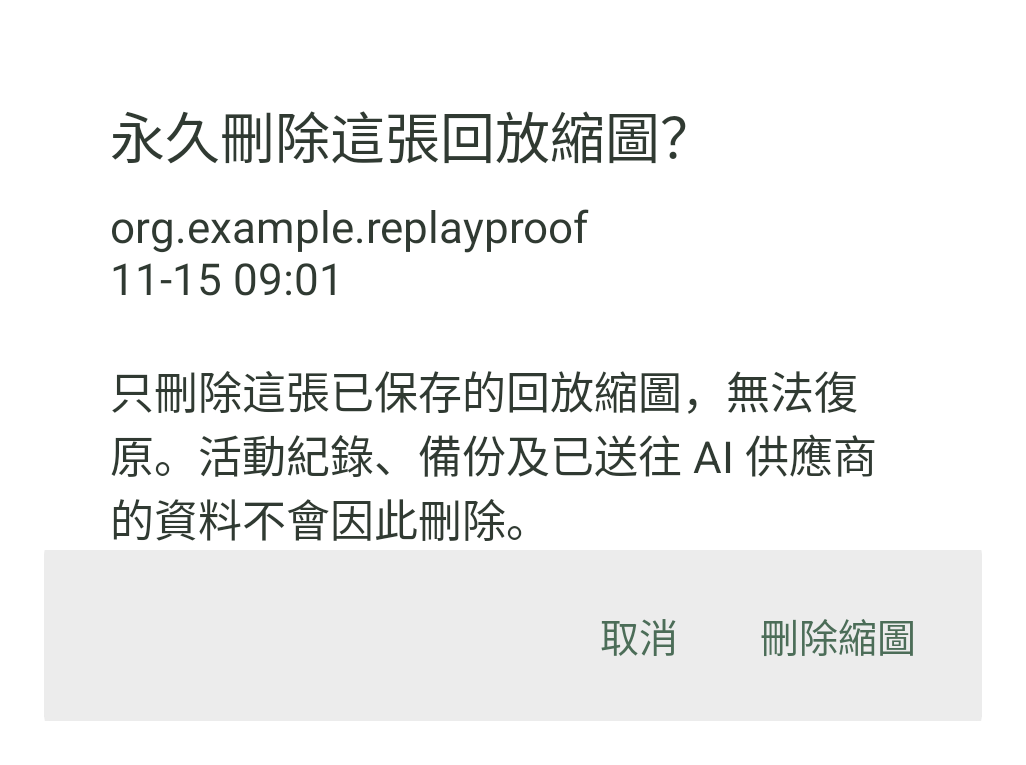 永久刪除這張回放縮圖?
org.example.replayproof
11-15 09:01
只刪除這張已保存的回放縮圖，無法復
原。活動紀錄、備份及已送往 AI 供應商
的資料不會因此刪除。
取消
刪除縮圖